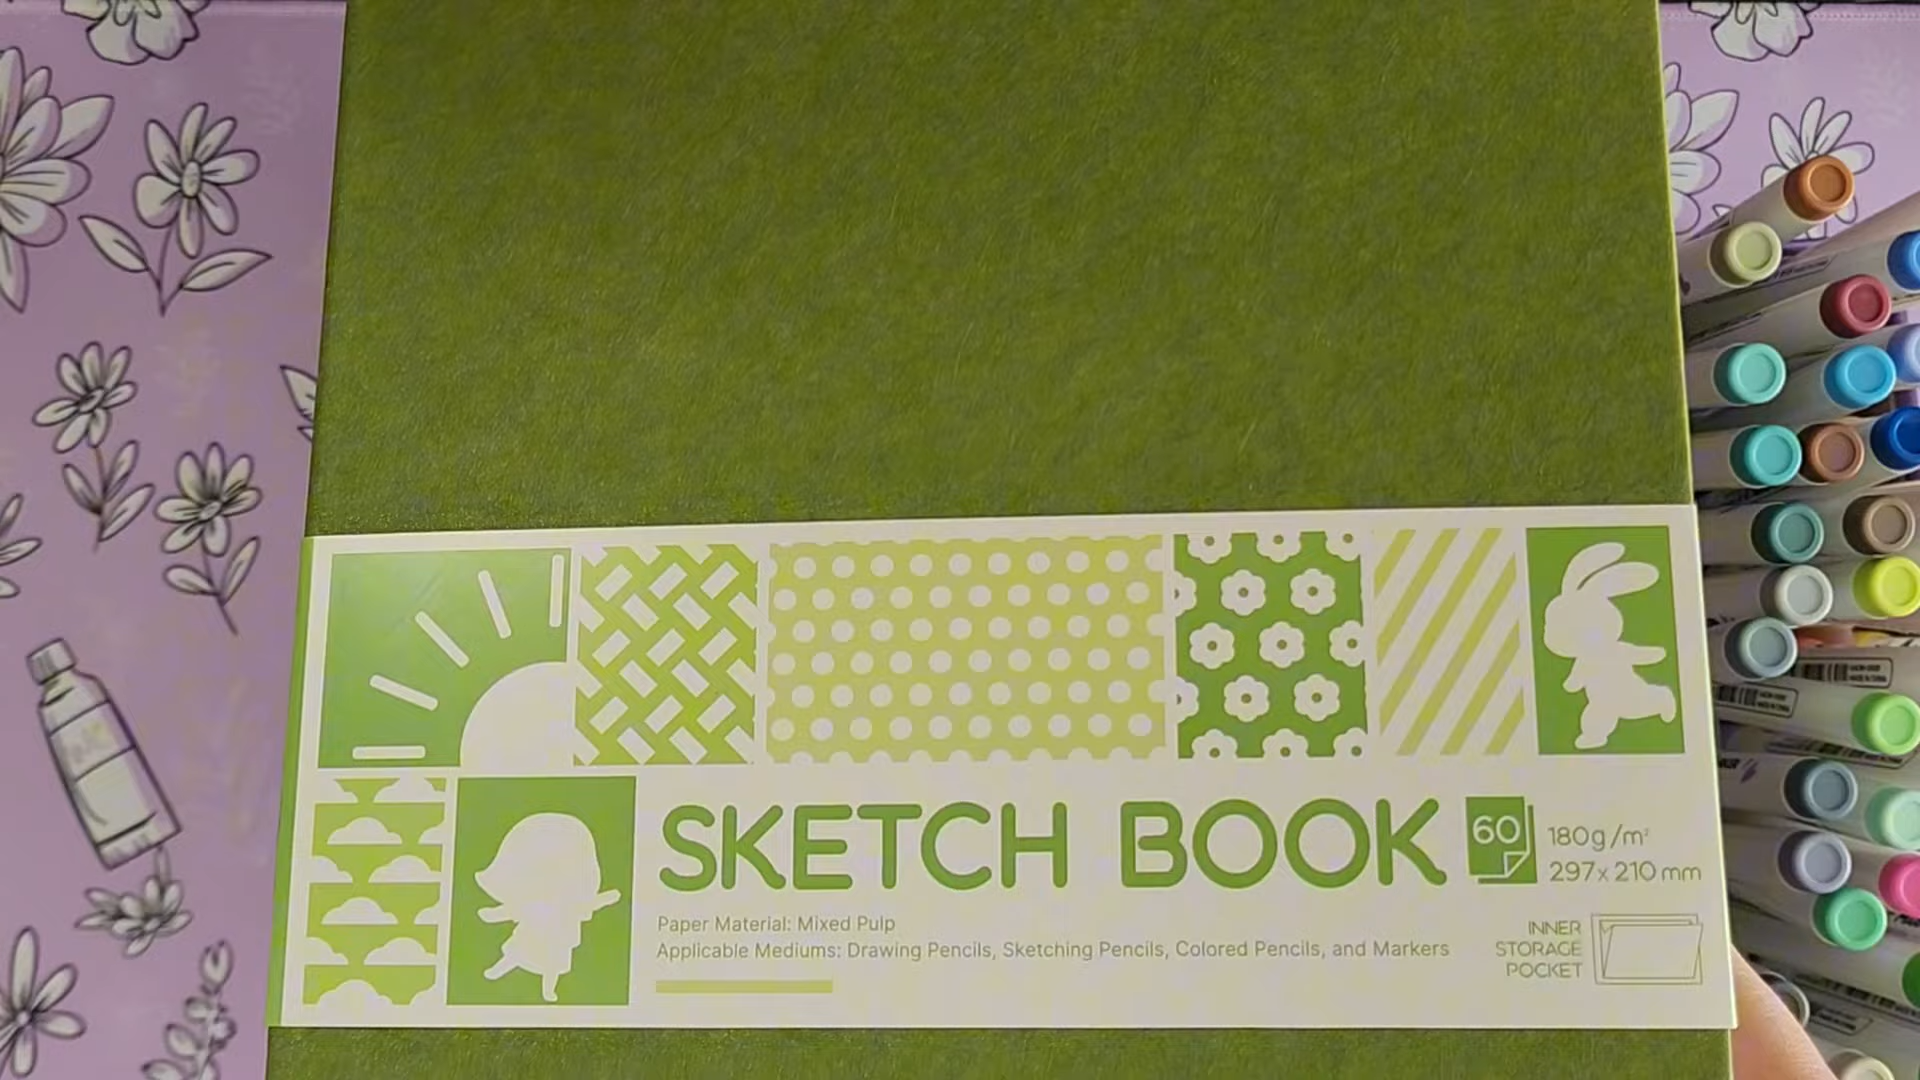 SKETCH BOOK
60
180g/m²
297x210mm
Paper Material: Mixed Pulp
Applicable Mediums: Drawing Pencils, Sketching Pencils, Colored Pencils, and Markers
INNER
STORAGE
POCKET